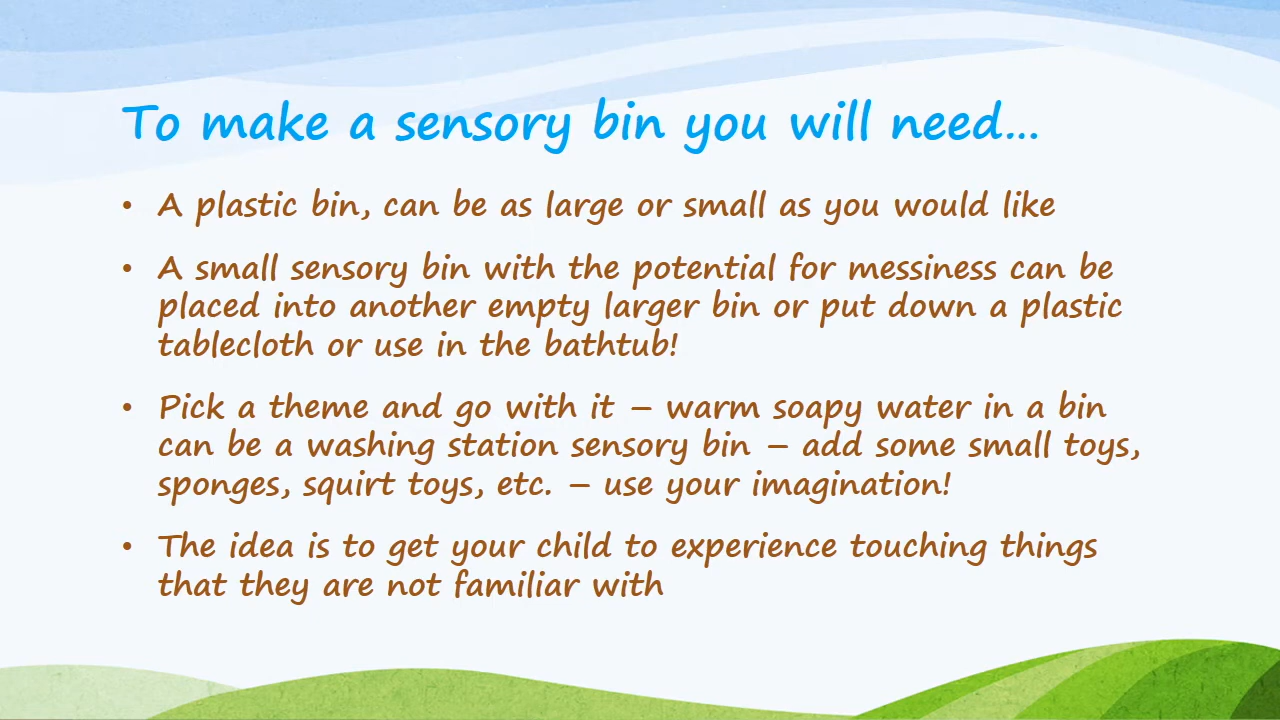 To make a sensory bin you will need...
• A plastic bin, can be as large or small as you would like
• A small sensory bin with the potential for messiness can be
placed into another empty larger bin or put down a plastic
tablecloth or use in the bathtub!
• Pick a theme and go with it – warm soapy water in a bin
can be a washing station sensory bin – add some small toys,
sponges, squirt toys, etc. – use your imagination!
• The idea is to get your child to experience touching things
that they are not familiar with